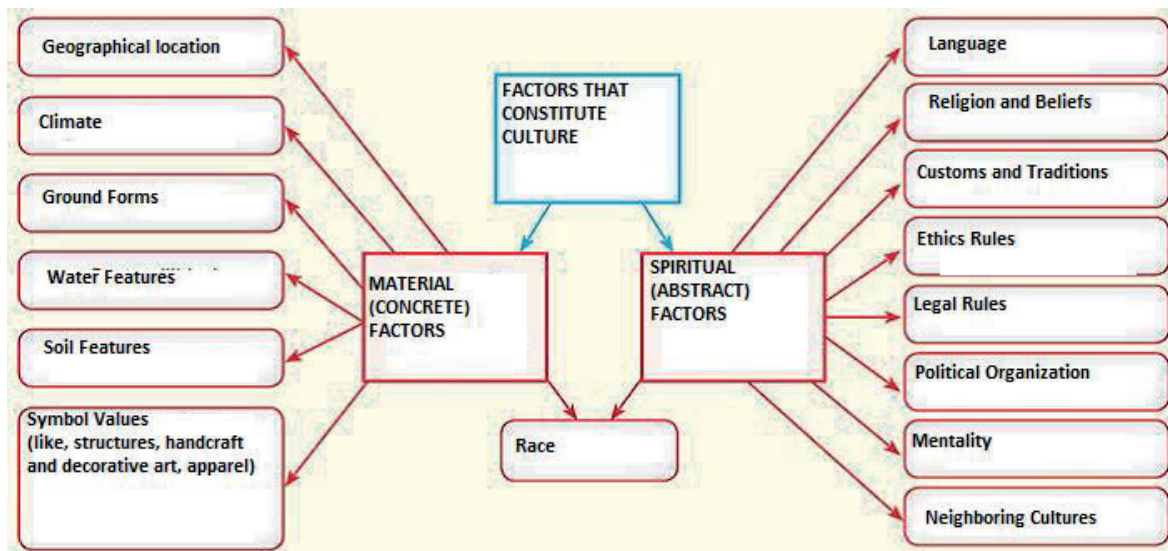 Geographical location
Climate
Ground Forms
Water Features
Soil Features
Symbol Values
(like, structures, handcraft
and decorative art, apparel)
FACTORS THAT
CONSTITUTE
CULTURE
MATERIAL
(CONCRETE)
FACTORS
SPIRITUAL
(ABSTRACT)
FACTORS
Race
Language
Religion and Beliefs
Customs and Traditions
Ethics Rules
Legal Rules
Political Organization
Mentality
Neighboring Cultures